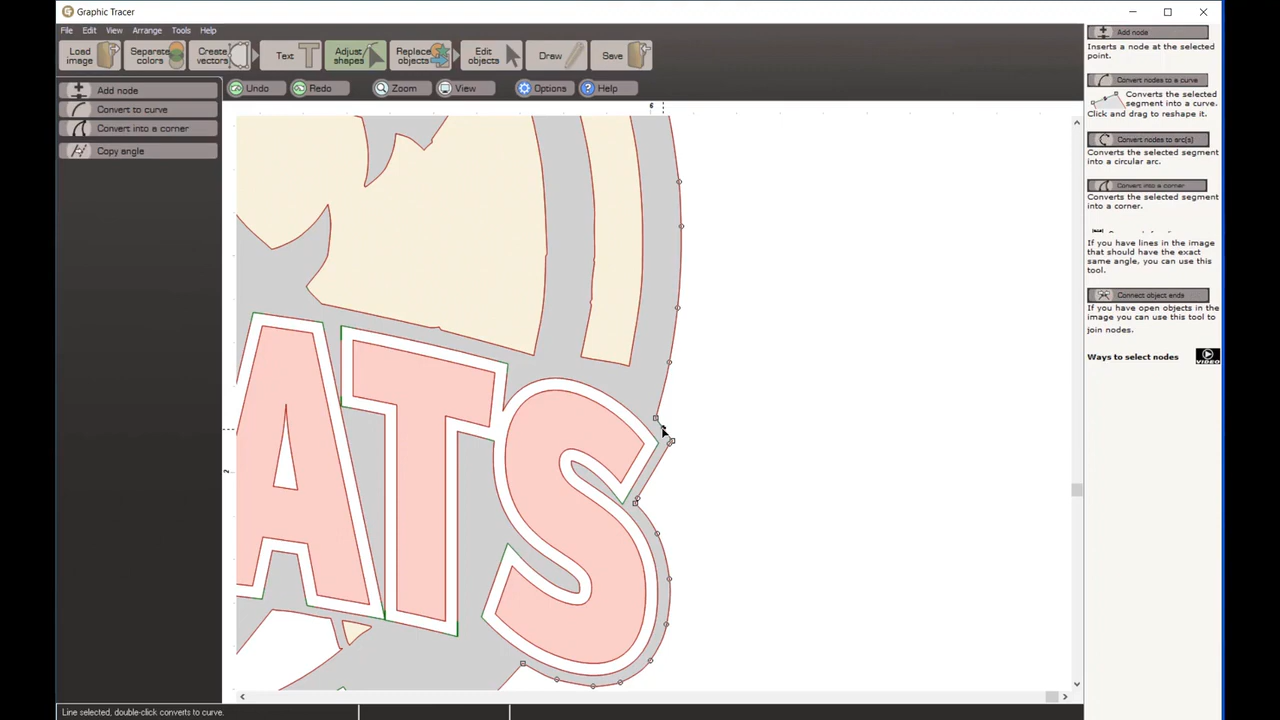 Graphic Tracer
File Edit View Arrange Tools Help
Load image
Separate colors
Create vectors
Text
Adjust shapes
Replace objects
Edit objects
Draw
Save
Undo
Redo
Zoom
View
Options
Help
Add node
Convert to curve
Convert into a corner
Copy angle
6
2
ATS
Add node
Inserts a node at the selected
point.
Convert nodes to a curve
Converts the selected
segment into a curve.
Click and drag to reshape it.
Convert nodes to arc(s)
Converts the selected segment
into a circular arc.
Convert into a corner
Converts the selected
segment into a corner.
If you have lines in the image
that should have the exact
same angle, you can use this
tool.
Connect object ends
If you have open objects in the
image you can use this tool to
join nodes.
Ways to select nodes
VIDEO
Line selected, double-click converts to curve.